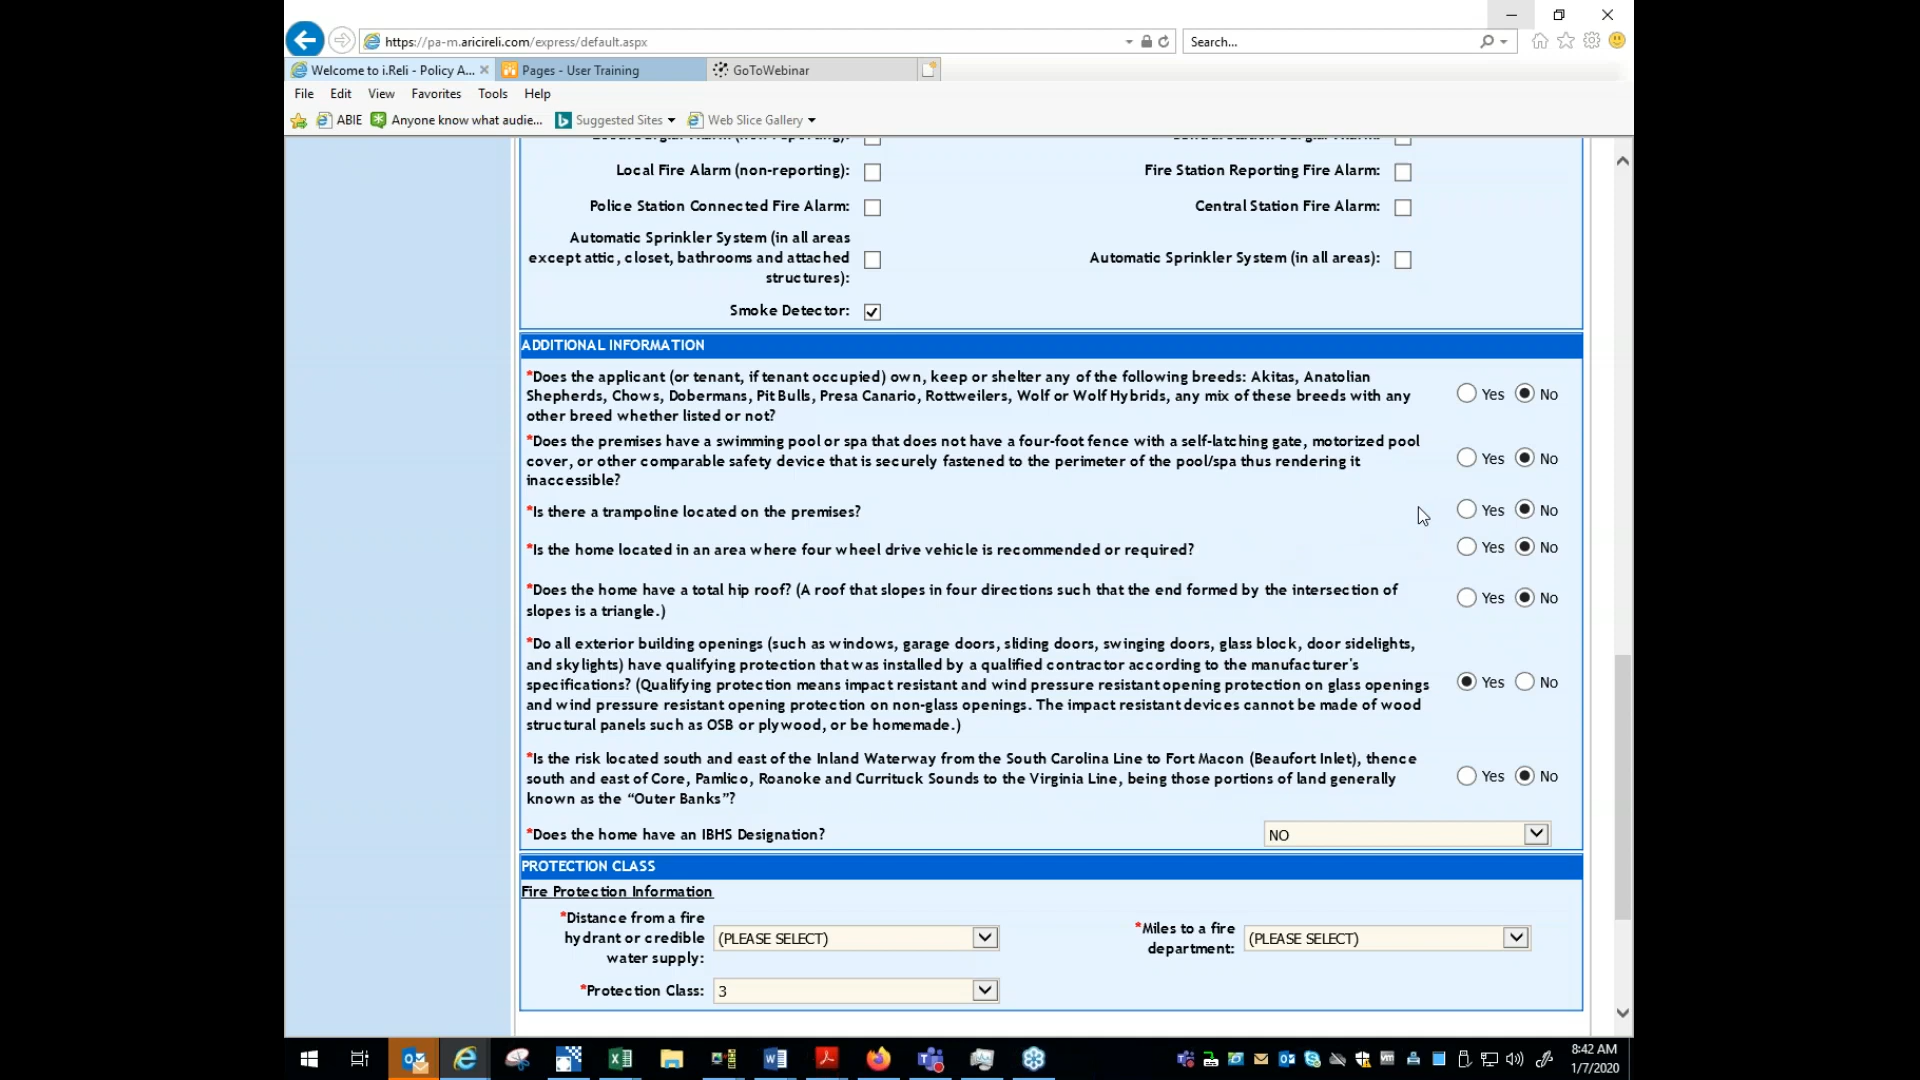 https://pa-m.aricireli.com/express/default.aspx
Search...
Welcome to i.Reli - Policy A...
Pages - User Training
GoToWebinar
File Edit View Favorites Tools Help
ABIE Anyone know what audie... Suggested Sites Web Slice Gallery
Local Fire Alarm (non-reporting): Fire Station Reporting Fire Alarm:
Police Station Connected Fire Alarm: Central Station Fire Alarm:
Automatic Sprinkler System (in all areas
except attic, closet, bathrooms and attached
structures):
Automatic Sprinkler System (in all areas):
Smoke Detector:
ADDITIONAL INFORMATION
*Does the applicant (or tenant, if tenant occupied) own, keep or shelter any of the following breeds: Akitas, Anatolian
Shepherds, Chows, Dobermans, Pit Bulls, Presa Canario, Rottweilers, Wolf or Wolf Hybrids, any mix of these breeds with any
other breed whether listed or not?
Yes No
*Does the premises have a swimming pool or spa that does not have a four-foot fence with a self-latching gate, motorized pool
cover, or other comparable safety device that is securely fastened to the perimeter of the pool/spa thus rendering it
inaccessible?
Yes No
*Is there a trampoline located on the premises? Yes No
*Is the home located in an area where four wheel drive vehicle is recommended or required? Yes No
*Does the home have a total hip roof? (A roof that slopes in four directions such that the end formed by the intersection of
slopes is a triangle.)
Yes No
*Do all exterior building openings (such as windows, garage doors, sliding doors, swinging doors, glass block, door sidelights,
and skylights) have qualifying protection that was installed by a qualified contractor according to the manufacturer's
specifications? (Qualifying protection means impact resistant and wind pressure resistant opening protection on glass openings
and wind pressure resistant opening protection on non-glass openings. The impact resistant devices cannot be made of wood
structural panels such as OSB or plywood, or be homemade.)
Yes No
*Is the risk located south and east of the Inland Waterway from the South Carolina Line to Fort Macon (Beaufort Inlet), thence
south and east of Core, Pamlico, Roanoke and Currituck Sounds to the Virginia Line, being those portions of land generally
known as the “Outer Banks”?
Yes No
*Does the home have an IBHS Designation? NO
PROTECTION CLASS
Fire Protection Information
*Distance from a fire
hydrant or credible
water supply:
(PLEASE SELECT)
*Miles to a fire
department:
(PLEASE SELECT)
*Protection Class: 3
8:42 AM
1/7/2020